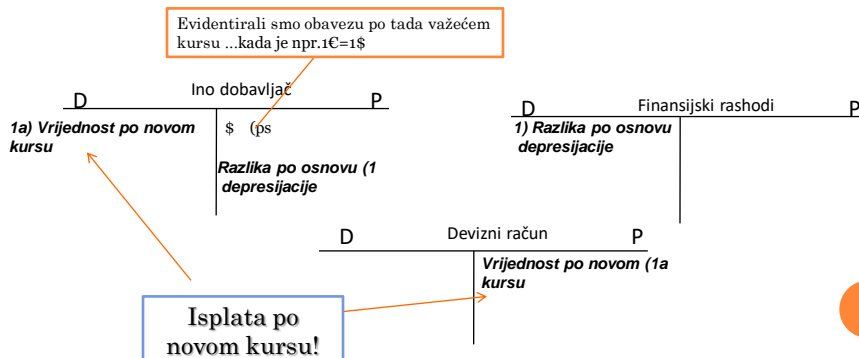 Evidentirali smo obavezu po tada važećem
kursu ...kada je npr.1€=1$
D Ino dobavljač P
1a) Vrijednost po novom
kursu
$ (ps
Razlika po osnovu (1
depresijacije
D Finansijski rashodi P
1) Razlika po osnovu
depresijacije
D Devizni račun P
Vrijednost po novom (1a
kursu
Isplata po
novom kursu!